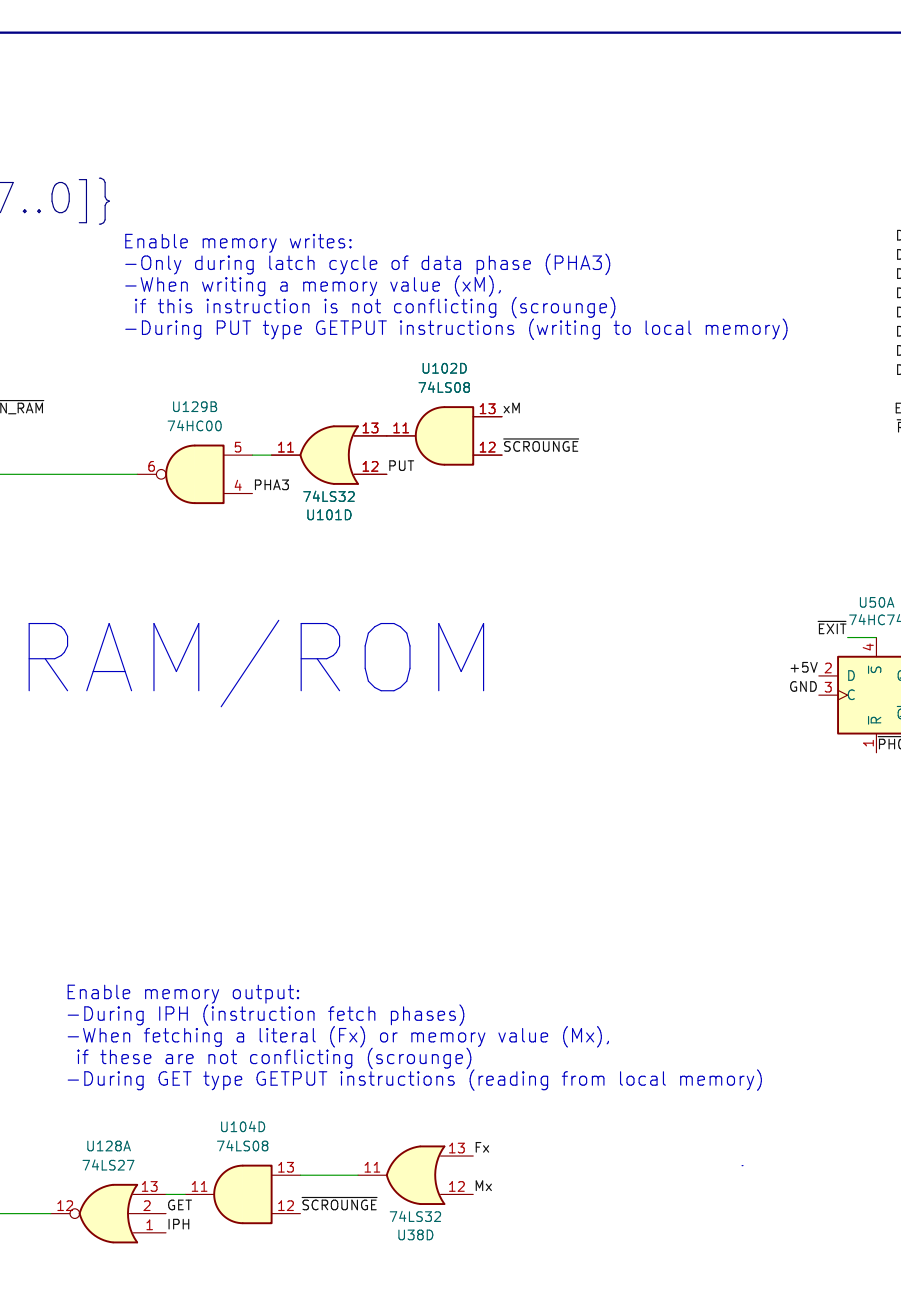 7..0]}
Enable memory writes:
-Only during latch cycle of data phase (PHA3)
-When writing a memory value (xM),
if this instruction is not conflicting (scrounge)
-During PUT type GETPUT instructions (writing to local memory)
U102D
74LS08
N_RAM
U129B
74HC00
13 xM
13 11
12 SCROUNGE
5 11
12 PUT
6
4 PHA3
74LS32
U101D
RAM/ROM
U50A
74HC74
EXIT
4
+5V 2 D S
GND 3 C
R
1
Enable memory output:
-During IPH (instruction fetch phases)
-When fetching a literal (Fx) or memory value (Mx),
if these are not conflicting (scrounge)
-During GET type GETPUT instructions (reading from local memory)
U104D
74LS08
U128A
74LS27
13 Fx
13 11
12 Mx
13 11
12 SCROUNGE
12
2 GET
1 IPH
74LS32
U38D